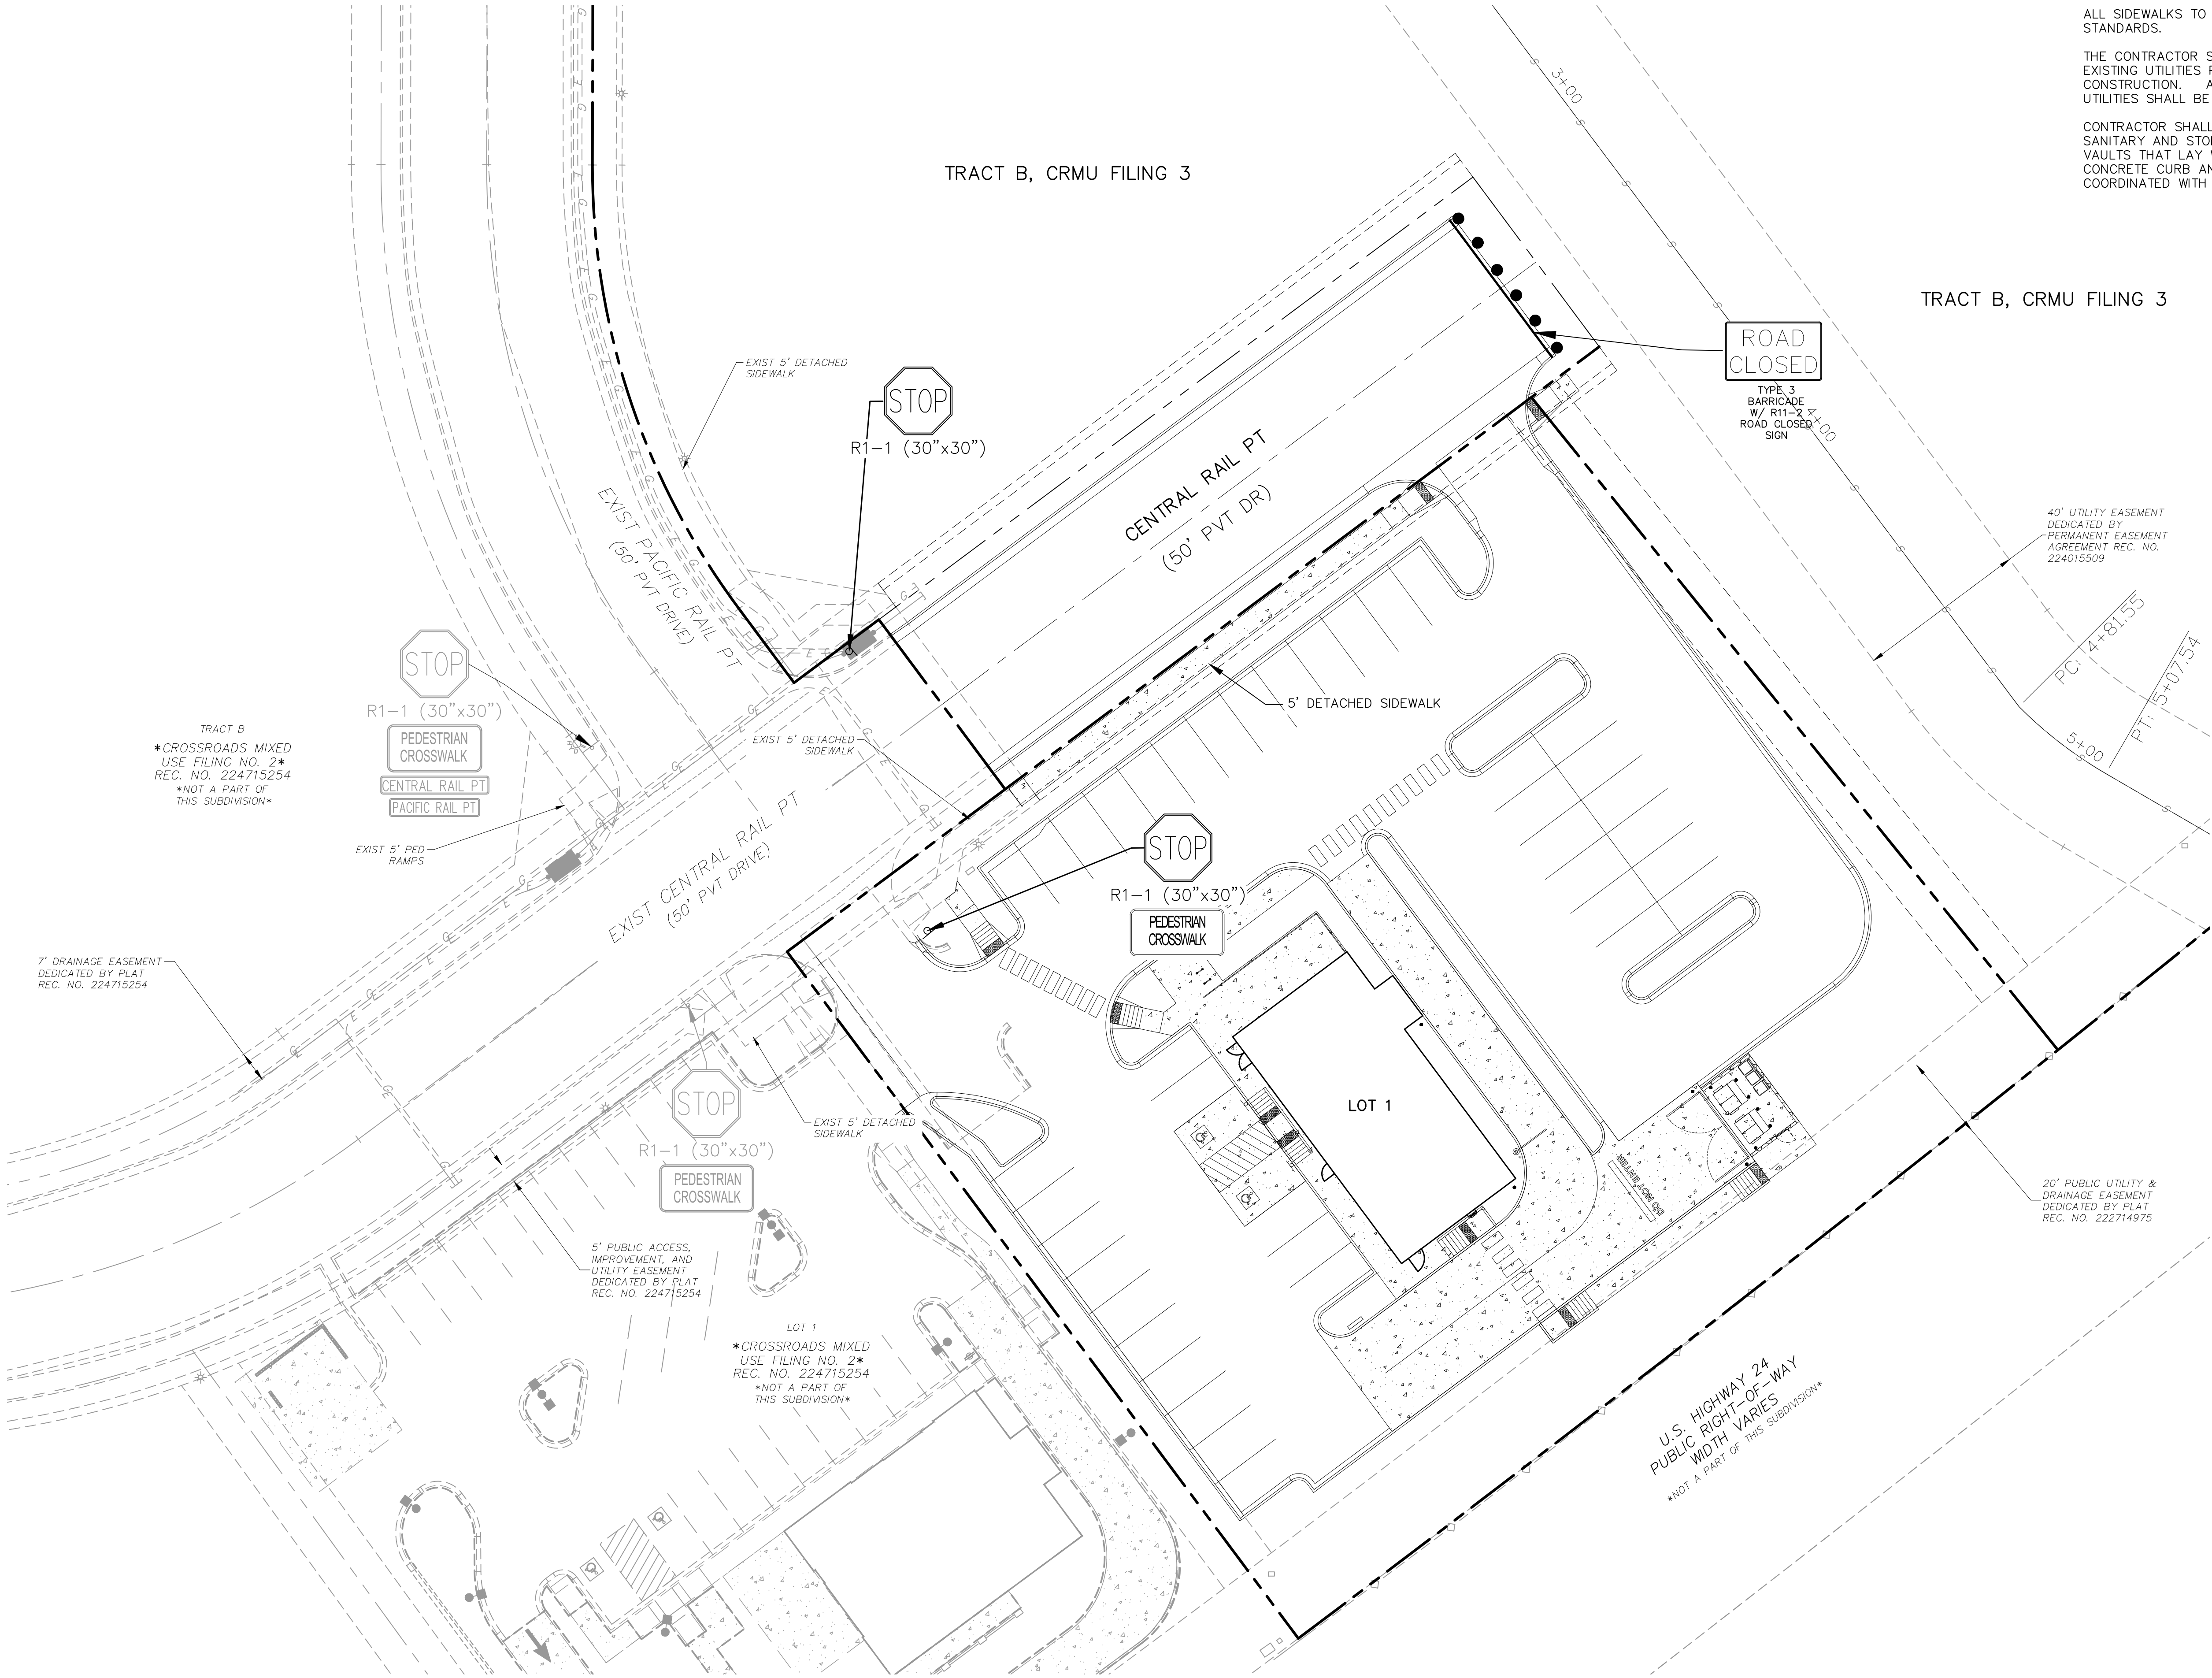 ALL SIDEWALKS TO
STANDARDS.
THE CONTRACTOR S
EXISTING UTILITIES
CONSTRUCTION. A
UTILITIES SHALL BE
CONTRACTOR SHALL
SANITARY AND STO
VAULTS THAT LAY
CONCRETE CURB AN
COORDINATED WITH
TRACT B, CRMU FILING 3
3+00
TRACT B, CRMU FILING 3
ROAD
CLOSED
TYPE 3
BARRICADE
W/ R11-2
ROAD CLOSED
SIGN
4+00
EXIST 5' DETACHED
SIDEWALK
STOP
R1-1 (30"x30")
CENTRAL RAIL PT
(50' PVT DR)
EXIST PACIFIC RAIL PT
(50' PVT DRIVE)
40' UTILITY EASEMENT
DEDICATED BY
PERMANENT EASEMENT
AGREEMENT REC. NO.
224015509
PC: 4+81.55
PT: 5+07.54
5+00
STOP
R1-1 (30"x30")
PEDESTRIAN
CROSSWALK
CENTRAL RAIL PT
PACIFIC RAIL PT
TRACT B
*CROSSROADS MIXED
USE FILING NO. 2*
REC. NO. 224715254
*NOT A PART OF
THIS SUBDIVISION*
5' DETACHED SIDEWALK
EXIST 5' DETACHED
SIDEWALK
EXIST 5' PED
RAMPS
EXIST CENTRAL RAIL PT
(50' PVT DRIVE)
STOP
R1-1 (30"x30")
PEDESTRIAN
CROSSWALK
7' DRAINAGE EASEMENT
DEDICATED BY PLAT
REC. NO. 224715254
LOT 1
STOP
R1-1 (30"x30")
PEDESTRIAN
CROSSWALK
EXIST 5' DETACHED
SIDEWALK
DO NOT ENTER
20' PUBLIC UTILITY &
DRAINAGE EASEMENT
DEDICATED BY PLAT
REC. NO. 222714975
5' PUBLIC ACCESS,
IMPROVEMENT, AND
UTILITY EASEMENT
DEDICATED BY PLAT
REC. NO. 224715254
LOT 1
*CROSSROADS MIXED
USE FILING NO. 2*
REC. NO. 224715254
*NOT A PART OF
THIS SUBDIVISION*
U.S. HIGHWAY 24
PUBLIC RIGHT-OF-WAY
WIDTH VARIES
*NOT A PART OF THIS SUBDIVISION*